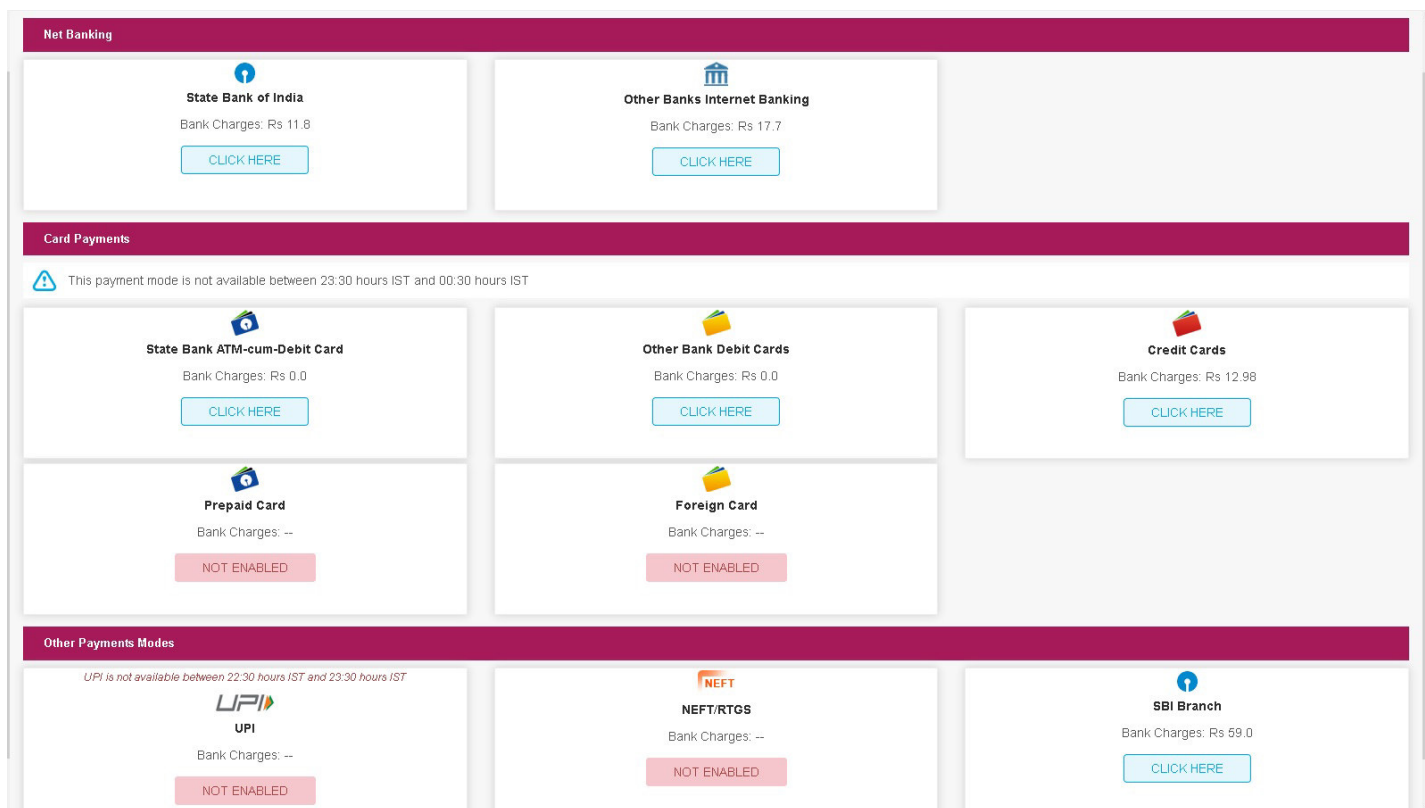 Net Banking
State Bank of India
Bank Charges: Rs 11.8
CLICK HERE
Other Banks Internet Banking
Bank Charges: Rs 17.7
CLICK HERE
Card Payments
This payment mode is not available between 23:30 hours IST and 00:30 hours IST
State Bank ATM-cum-Debit Card
Bank Charges: Rs 0.0
CLICK HERE
Other Bank Debit Cards
Bank Charges: Rs 0.0
CLICK HERE
Credit Cards
Bank Charges: Rs 12.98
CLICK HERE
Prepaid Card
Bank Charges: --
NOT ENABLED
Foreign Card
Bank Charges: --
NOT ENABLED
Other Payments Modes
UPI is not available between 22:30 hours IST and 23:30 hours IST
UPI
UPI
Bank Charges: --
NOT ENABLED
NEFT
NEFT/RTGS
Bank Charges: --
NOT ENABLED
SBI Branch
Bank Charges: Rs 59.0
CLICK HERE